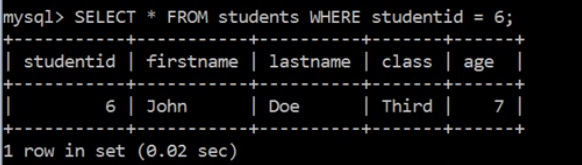 mysql> SELECT * FROM students WHERE studentid = 6;
+-----------+-----------+----------+-------+------+
| studentid | firstname | lastname | class | age  |
+-----------+-----------+----------+-------+------+
|         6 | John      | Doe      | Third |    7 |
+-----------+-----------+----------+-------+------+
1 row in set (0.02 sec)